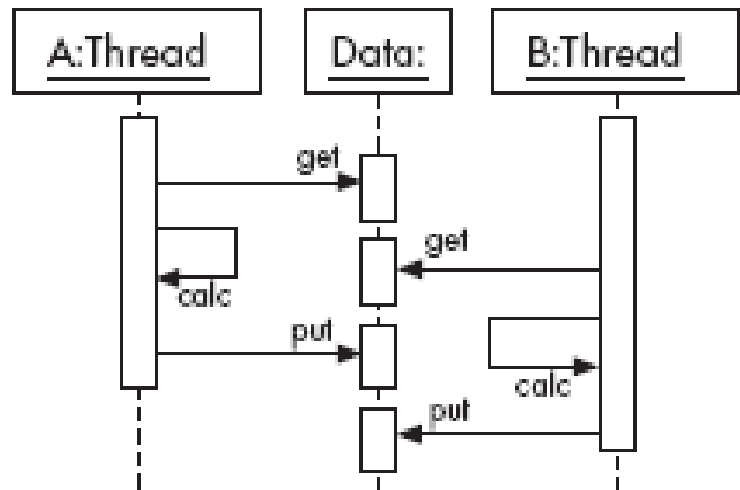 A:Thread
Data:
B:Thread
get
get
calc
put
calc
put